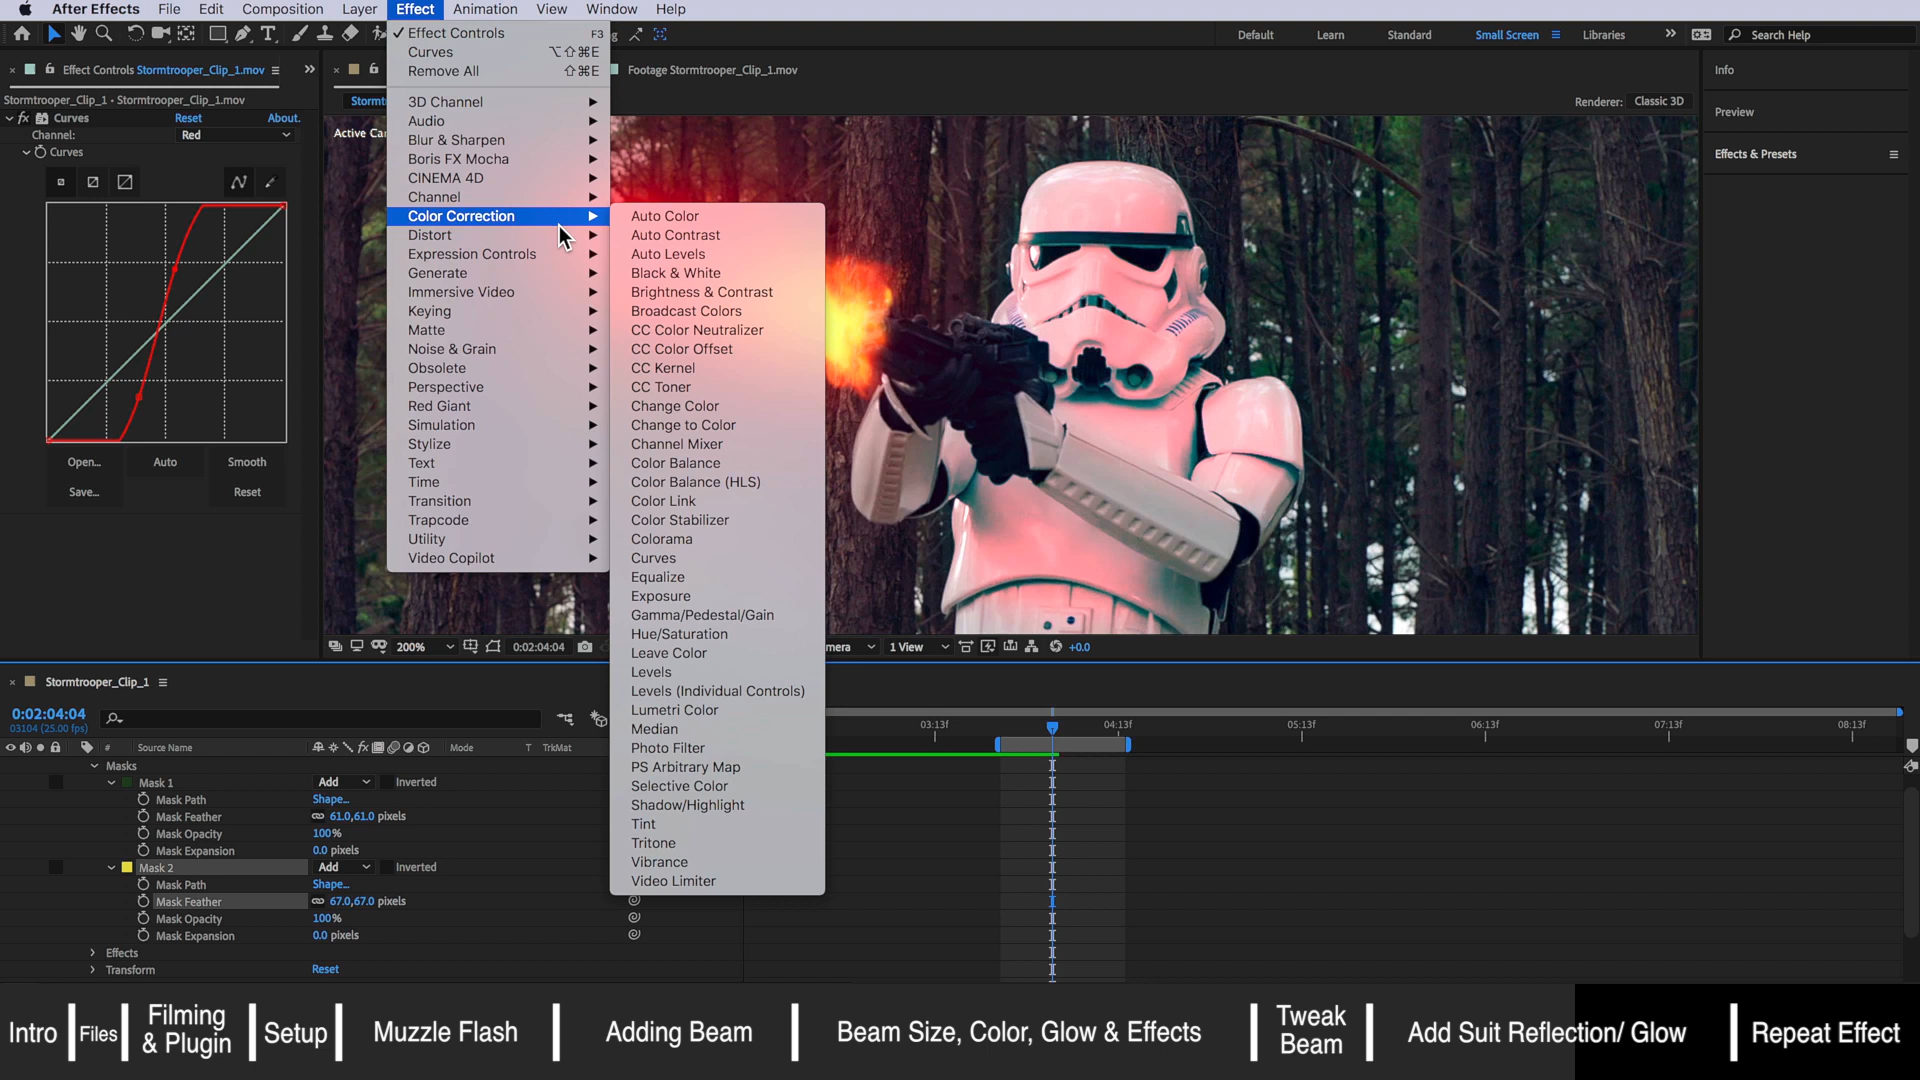 After Effects File Edit Composition Layer Effect Animation View Window Help
Default Learn Standard Small Screen Libraries Search Help
Effect Controls Stormtrooper_Clip_1.mov
Footage Stormtrooper_Clip_1.mov
Stormtrooper_Clip_1 • Stormtrooper_Clip_1.mov
Renderer: Classic 3D
fx Curves Reset About.
Channel: Red
Curves
Open... Auto Smooth
Save... Reset
Effect Controls F3
Curves ⌥⇧⌘E
Remove All ⇧⌘E
3D Channel
Audio
Blur & Sharpen
Boris FX Mocha
CINEMA 4D
Channel
Color Correction
Distort
Expression Controls
Generate
Immersive Video
Keying
Matte
Noise & Grain
Obsolete
Perspective
Red Giant
Simulation
Stylize
Text
Time
Transition
Trapcode
Utility
Video Copilot
Auto Color
Auto Contrast
Auto Levels
Black & White
Brightness & Contrast
Broadcast Colors
CC Color Neutralizer
CC Color Offset
CC Kernel
CC Toner
Change Color
Change to Color
Channel Mixer
Color Balance
Color Balance (HLS)
Color Link
Color Stabilizer
Colorama
Curves
Equalize
Exposure
Gamma/Pedestal/Gain
Hue/Saturation
Leave Color
Levels
Levels (Individual Controls)
Lumetri Color
Median
Photo Filter
PS Arbitrary Map
Selective Color
Shadow/Highlight
Tint
Tritone
Vibrance
Video Limiter
Info
Preview
Effects & Presets
200% 0:02:04:04 1 View +0.0
Stormtrooper_Clip_1
0:02:04:04
03104 (25.00 fps)
03:13f 04:13f 05:13f 06:13f 07:13f 08:13f
# Source Name fx Mode T TrkMat
Masks
Mask 1 Add Inverted
Mask Path Shape...
Mask Feather 61.0,61.0 pixels
Mask Opacity 100%
Mask Expansion 0.0 pixels
Mask 2 Add Inverted
Mask Path Shape...
Mask Feather 67.0,67.0 pixels
Mask Opacity 100%
Mask Expansion 0.0 pixels
Effects
Transform Reset
Intro Files Filming & Plugin Setup Muzzle Flash Adding Beam Beam Size, Color, Glow & Effects Tweak Beam Add Suit Reflection/ Glow Repeat Effect